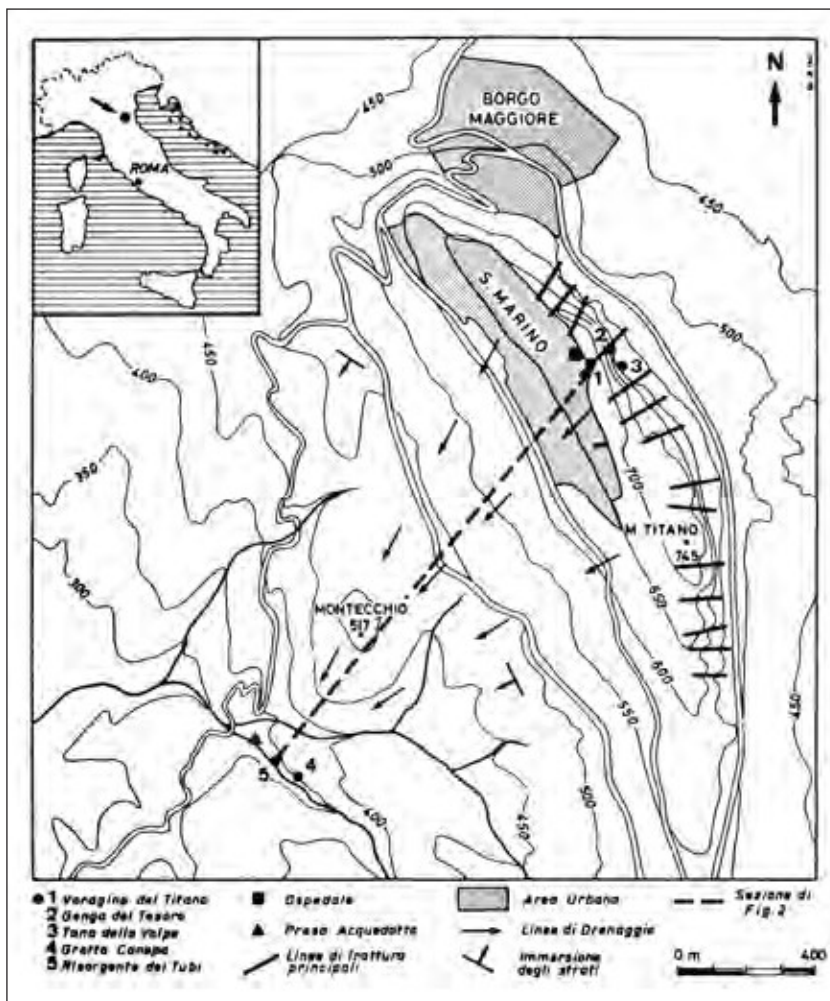 ROMA
N
BORGO
MAGGIORE
450
500
450
450
400
350
300
500
S. MARINO
2
3
1
700
M. TITANO
745
650
600
550
500
450
450
400
MONTECCHIO
517
5
4
1 Voragine del Titano
2 Genga del Tesoro
3 Tana della Volpe
4 Grotta Canepa
5 Risorgente dei Tubi
Ospedale
Presa Acquedotto
Linee di frattura
principali
Area Urbana
Linee di Drenaggio
Immersione
degli strati
Sezione di
Fig. 2
0 m 400